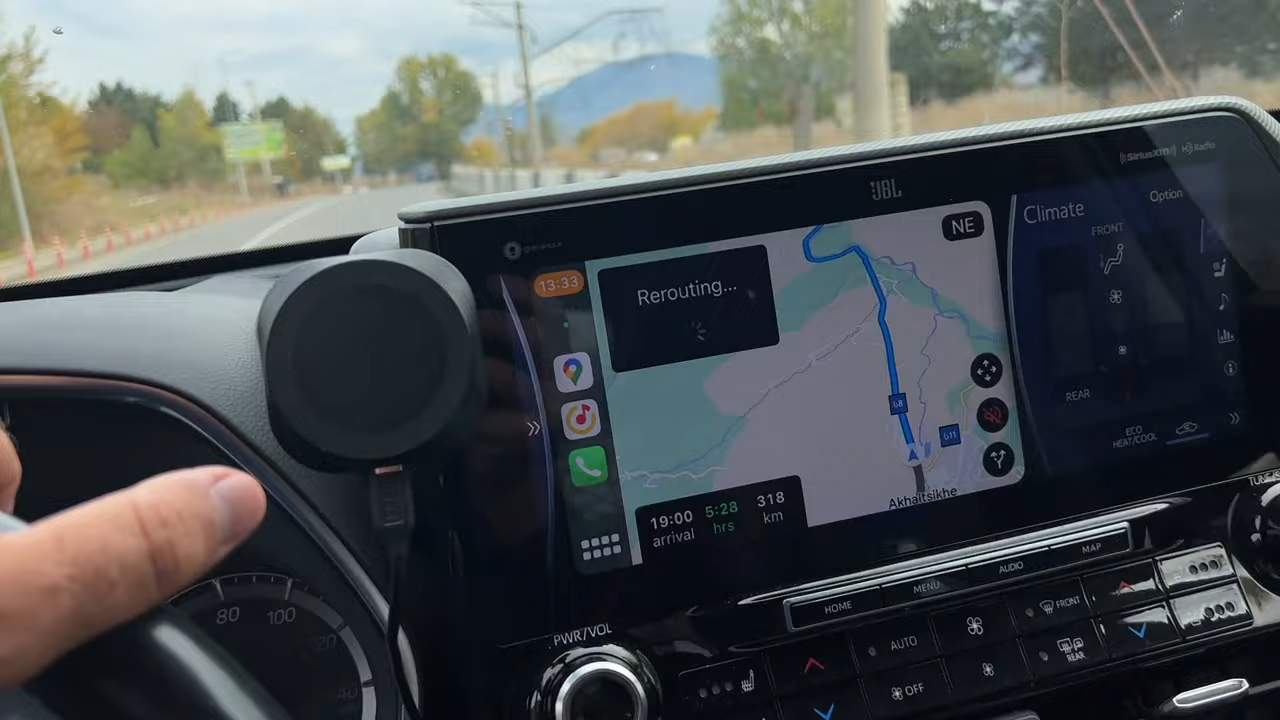 SiriusXM HD Radio
JBL
13:33
Rerouting...
NE
Climate
Option
FRONT
REAR
ECO
HEAT/COOL
68
Akhaltsikhe
19:00 5:28 318
arrival hrs km
HOME MENU AUDIO MAP
PWR/VOL
AUTO
FRONT
OFF
REAR
80 100